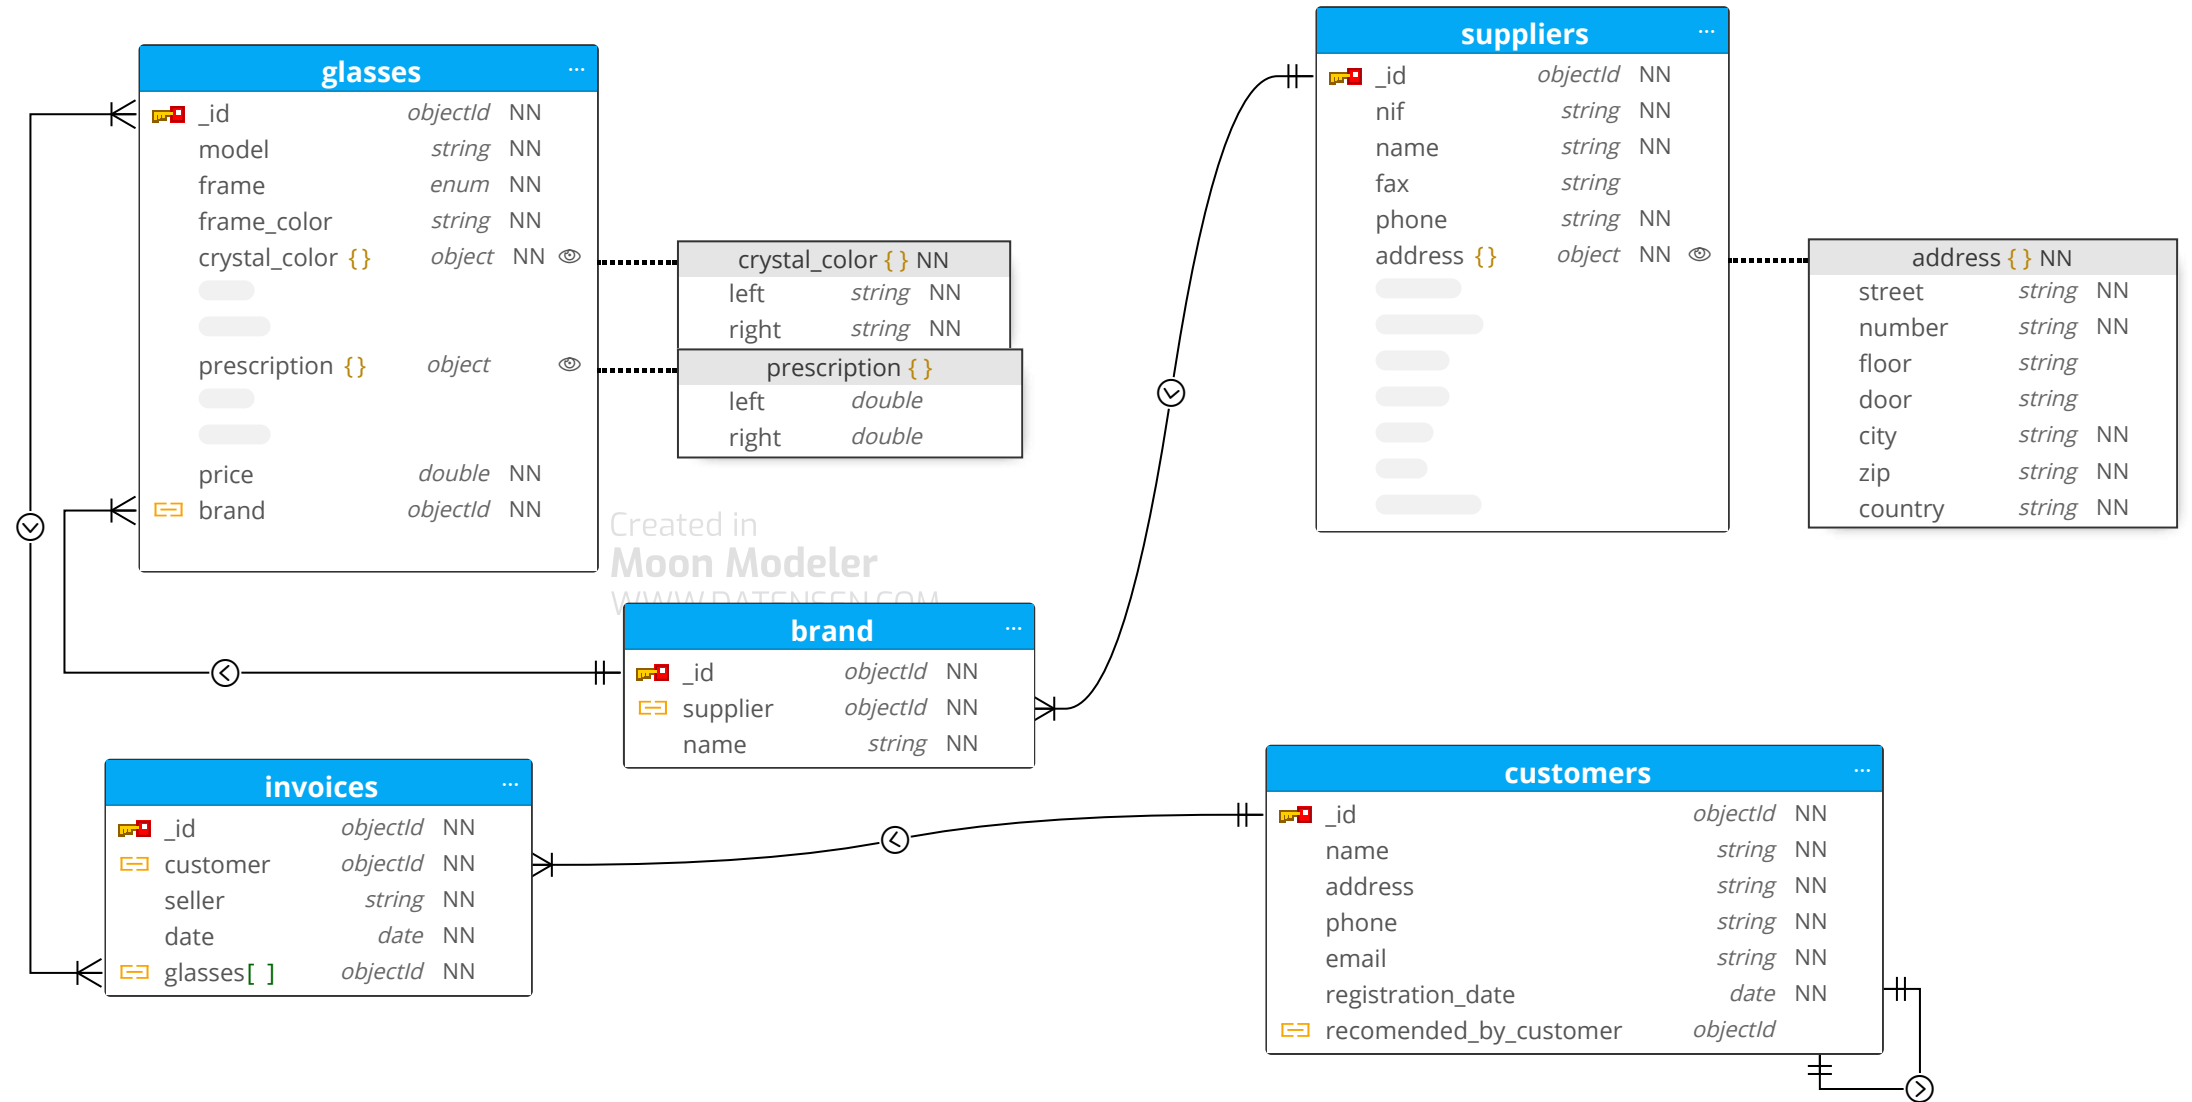 glasses ...
_id objectId NN
model string NN
frame enum NN
frame_color string NN
crystal_color {} object NN
prescription {} object
price double NN
brand objectId NN
crystal_color {} NN
left string NN
right string NN
prescription {}
left double
right double
suppliers ...
_id objectId NN
nif string NN
name string NN
fax string
phone string NN
address {} object NN
address {} NN
street string NN
number string NN
floor string
door string
city string NN
zip string NN
country string NN
Created in
Moon Modeler
WWW.DATENSEN.COM
brand ...
_id objectId NN
supplier objectId NN
name string NN
invoices ...
_id objectId NN
customer objectId NN
seller string NN
date date NN
glasses[ ] objectId NN
customers ...
_id objectId NN
name string NN
address string NN
phone string NN
email string NN
registration_date date NN
recomended_by_customer objectId